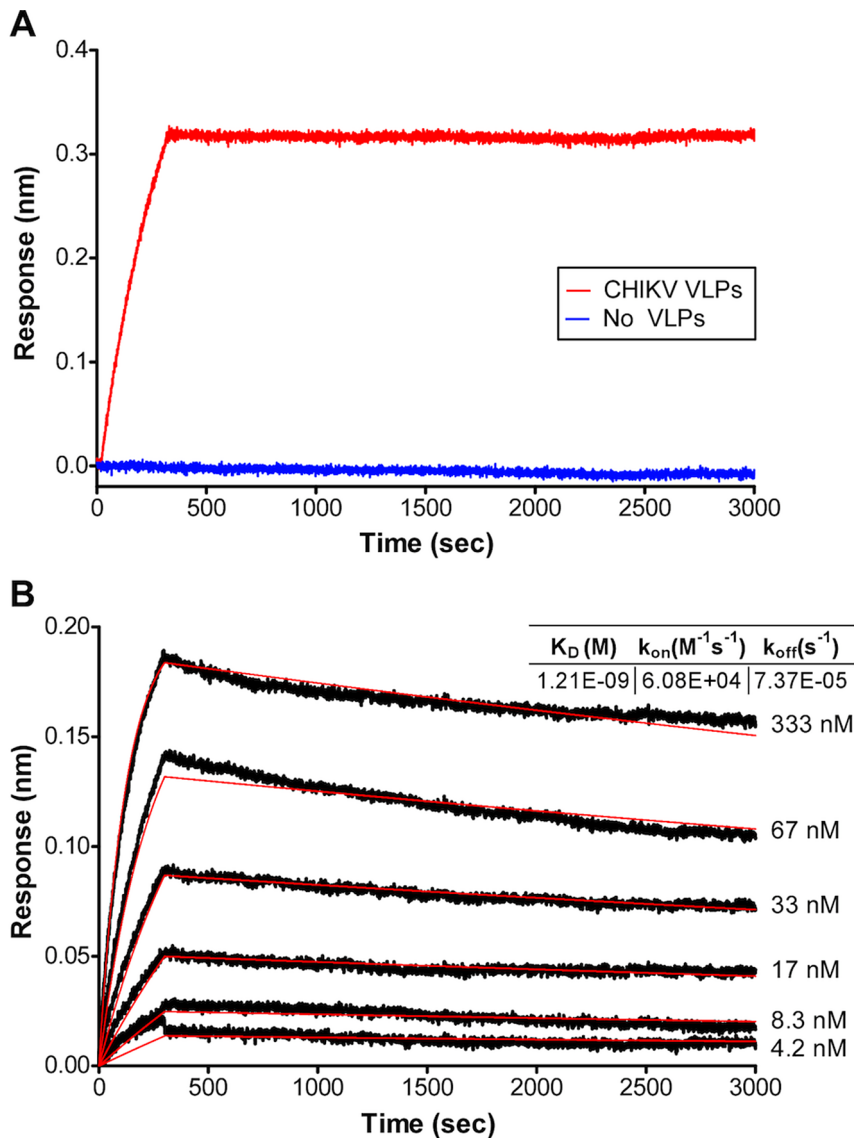 A
0.4
0.3
0.2
0.1
0.0
Response (nm)
CHIKV VLPs
No VLPs
0 500 1000 1500 2000 2500 3000
Time (sec)
B
0.20
0.15
0.10
0.05
0.00
Response (nm)
K_D (M) k_on(M⁻¹s⁻¹) k_off(s⁻¹)
1.21E-09 6.08E+04 7.37E-05
333 nM
67 nM
33 nM
17 nM
8.3 nM
4.2 nM
0 500 1000 1500 2000 2500 3000
Time (sec)